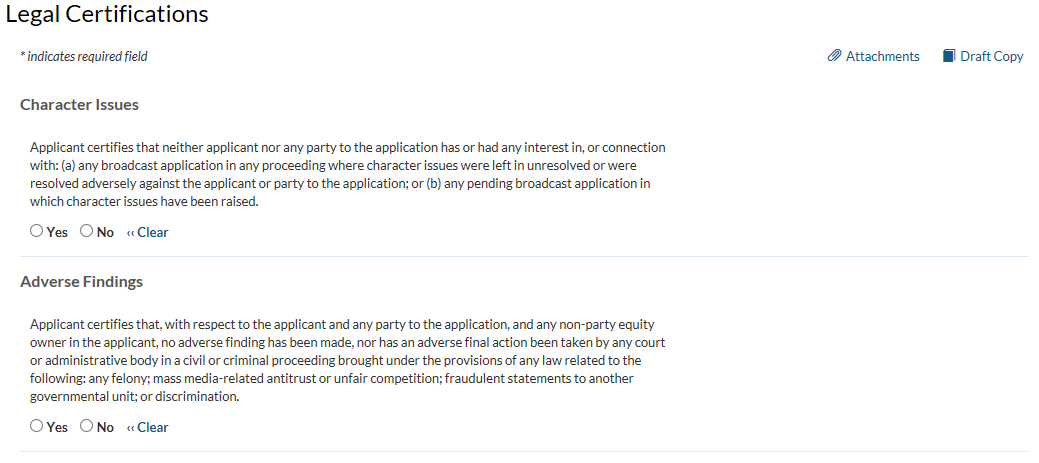 Legal Certifications
* indicates required field
Attachments
Draft Copy
Character Issues
Applicant certifies that neither applicant nor any party to the application has or had any interest in, or connection
with: (a) any broadcast application in any proceeding where character issues were left in unresolved or were
resolved adversely against the applicant or party to the application; or (b) any pending broadcast application in
which character issues have been raised.
Yes No ‹‹ Clear
Adverse Findings
Applicant certifies that, with respect to the applicant and any party to the application, and any non-party equity
owner in the applicant, no adverse finding has been made, nor has an adverse final action been taken by any court
or administrative body in a civil or criminal proceeding brought under the provisions of any law related to the
following: any felony; mass media-related antitrust or unfair competition; fraudulent statements to another
governmental unit; or discrimination.
Yes No ‹‹ Clear